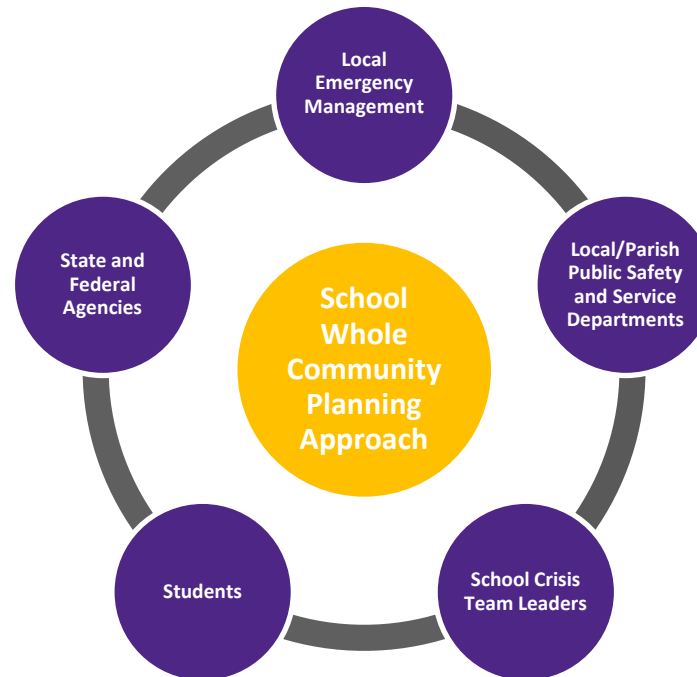 Local
Emergency
Management
State and
Federal
Agencies
Local/Parish
Public Safety
and Service
Departments
School
Whole
Community
Planning
Approach
Students
School Crisis
Team Leaders